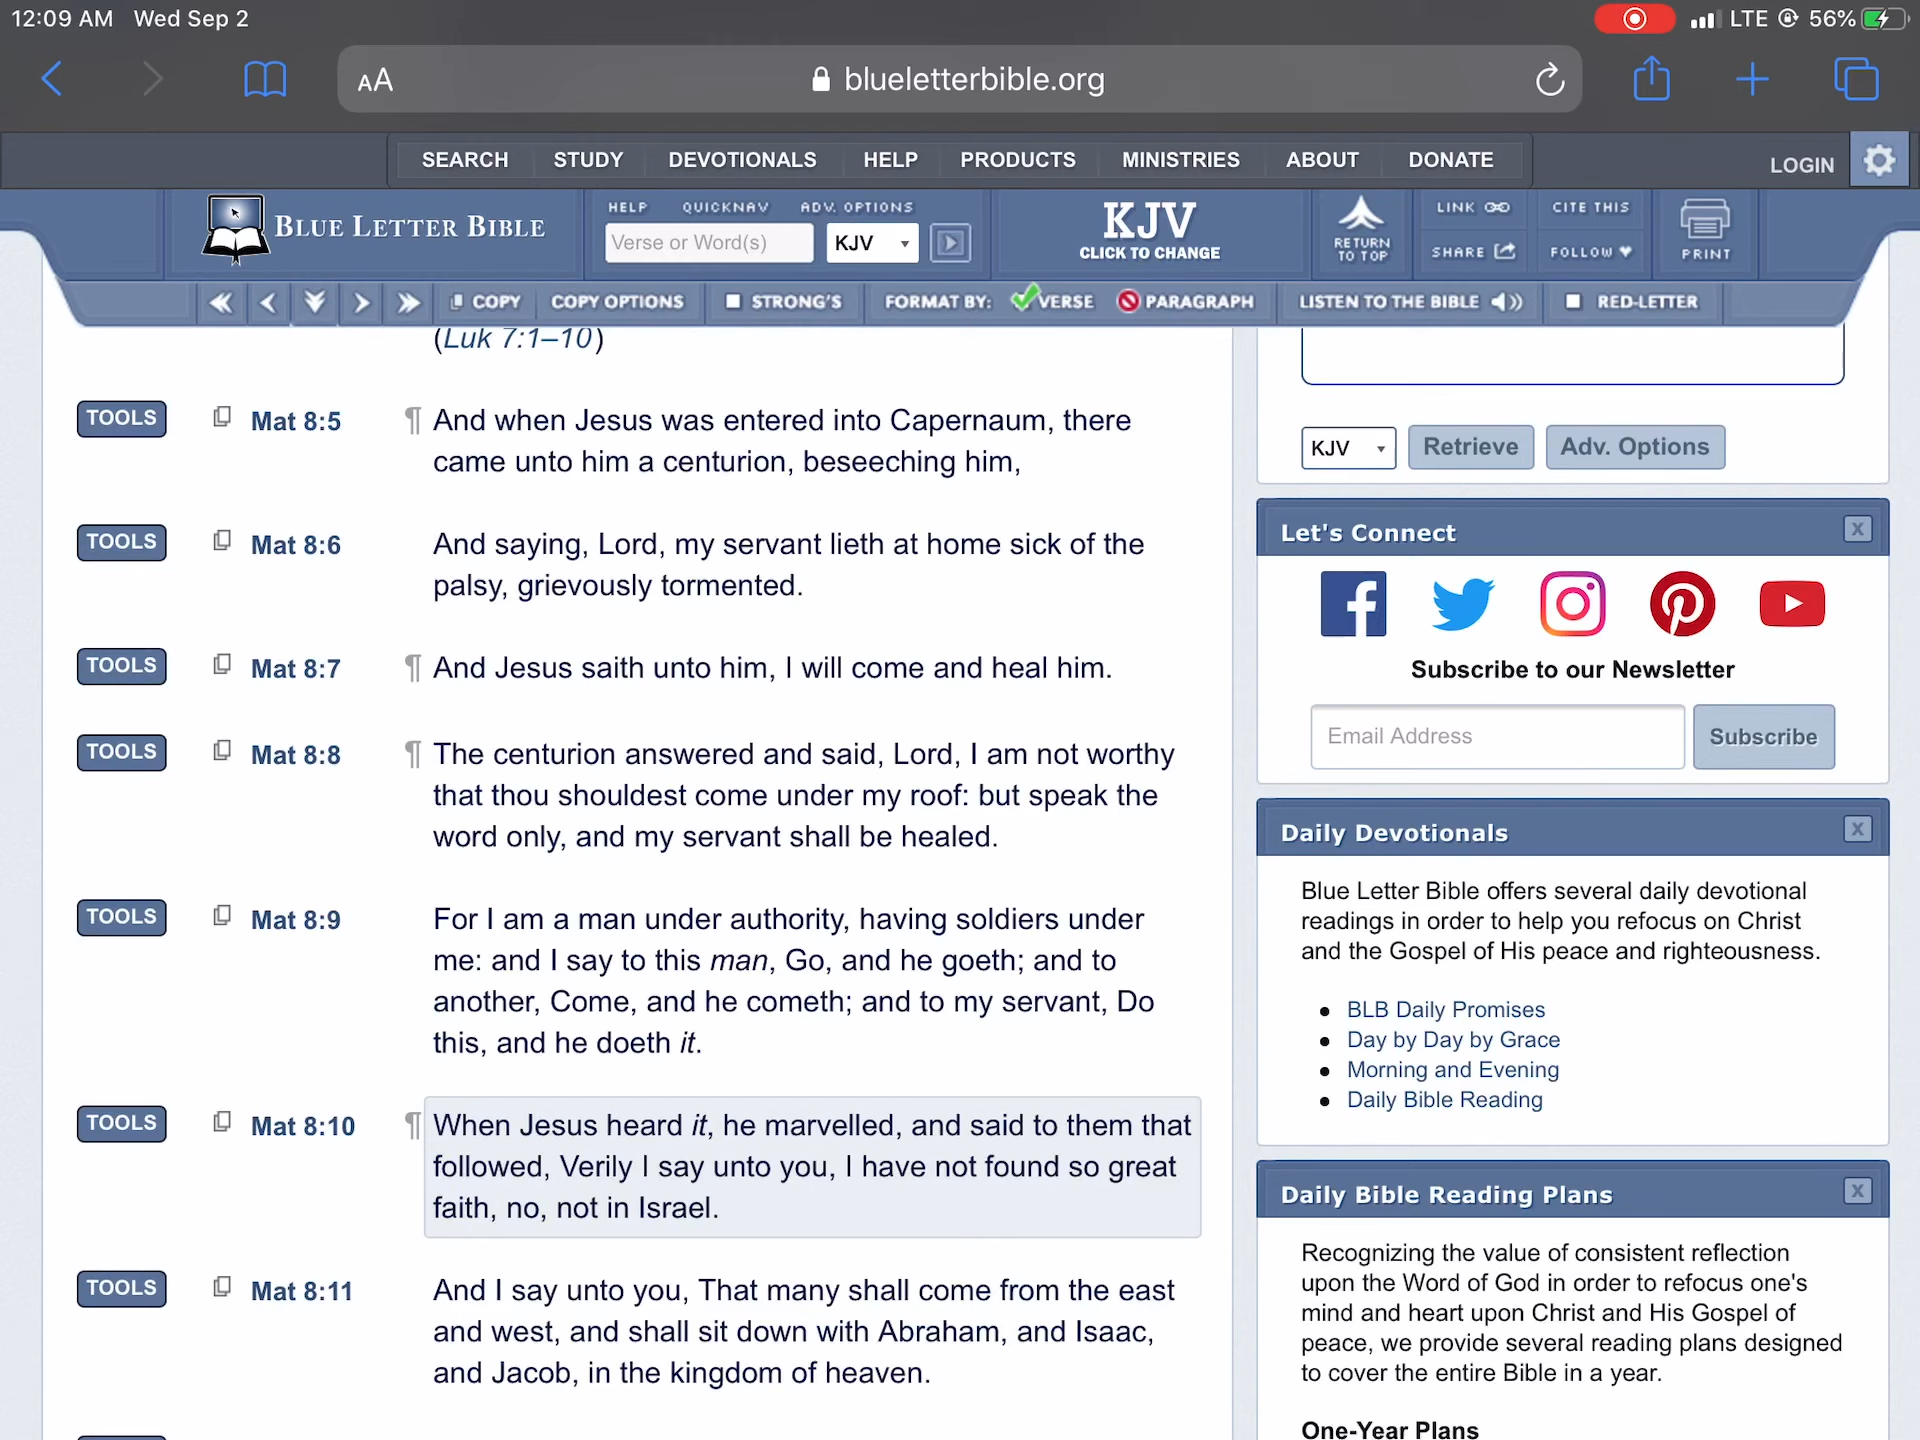 12:09 AM Wed Sep 2
LTE 56%
AA blueletterbible.org
SEARCH STUDY DEVOTIONALS HELP PRODUCTS MINISTRIES ABOUT DONATE LOGIN
BLUE LETTER BIBLE
HELP QUICKNAV ADV. OPTIONS
Verse or Word(s) KJV
KJV
CLICK TO CHANGE
RETURN
TO TOP
LINK CITE THIS
SHARE FOLLOW
PRINT
COPY COPY OPTIONS STRONG'S FORMAT BY: VERSE PARAGRAPH LISTEN TO THE BIBLE RED-LETTER
(Luk 7:1–10)
TOOLS Mat 8:5 ¶ And when Jesus was entered into Capernaum, there
came unto him a centurion, beseeching him,
TOOLS Mat 8:6 And saying, Lord, my servant lieth at home sick of the
palsy, grievously tormented.
TOOLS Mat 8:7 ¶ And Jesus saith unto him, I will come and heal him.
TOOLS Mat 8:8 ¶ The centurion answered and said, Lord, I am not worthy
that thou shouldest come under my roof: but speak the
word only, and my servant shall be healed.
TOOLS Mat 8:9 For I am a man under authority, having soldiers under
me: and I say to this man, Go, and he goeth; and to
another, Come, and he cometh; and to my servant, Do
this, and he doeth it.
TOOLS Mat 8:10 ¶ When Jesus heard it, he marvelled, and said to them that
followed, Verily I say unto you, I have not found so great
faith, no, not in Israel.
TOOLS Mat 8:11 And I say unto you, That many shall come from the east
and west, and shall sit down with Abraham, and Isaac,
and Jacob, in the kingdom of heaven.
KJV Retrieve Adv. Options
Let's Connect X
Subscribe to our Newsletter
Email Address Subscribe
Daily Devotionals X
Blue Letter Bible offers several daily devotional
readings in order to help you refocus on Christ
and the Gospel of His peace and righteousness.
BLB Daily Promises
Day by Day by Grace
Morning and Evening
Daily Bible Reading
Daily Bible Reading Plans X
Recognizing the value of consistent reflection
upon the Word of God in order to refocus one's
mind and heart upon Christ and His Gospel of
peace, we provide several reading plans designed
to cover the entire Bible in a year.
One-Year Plans